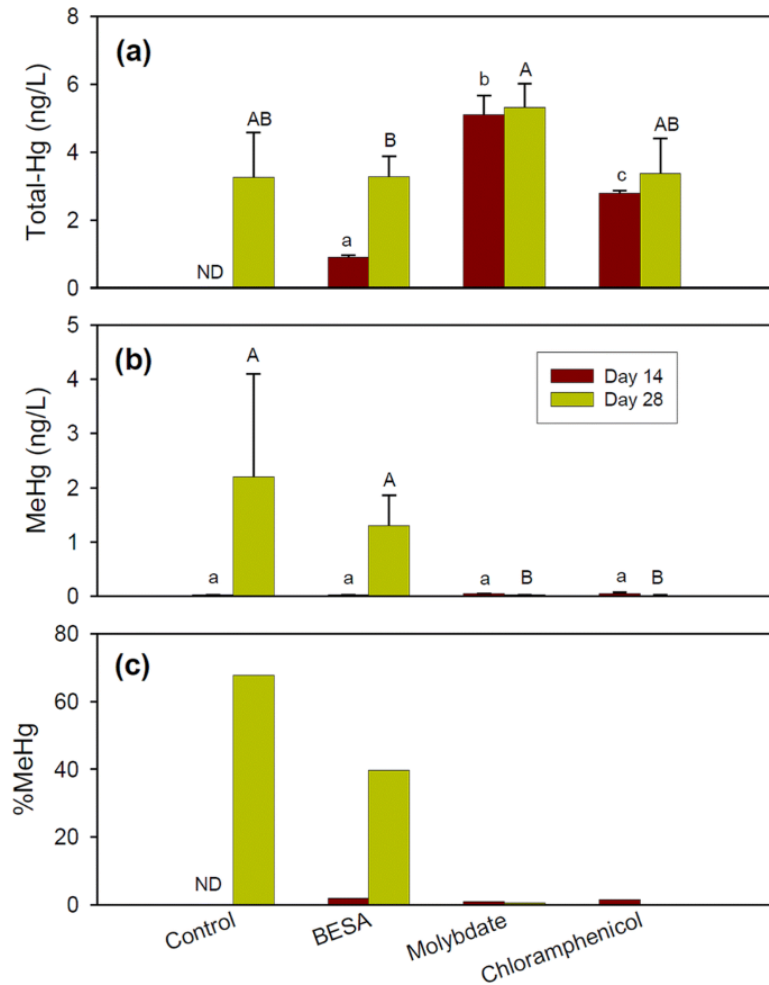 (a)
Total-Hg (ng/L)
8
6
4
2
0
ND
AB
a
B
b
A
c
AB
(b)
MeHg (ng/L)
5
4
3
2
1
0
a
A
a
A
a
B
a
B
Day 14
Day 28
(c)
%MeHg
80
60
40
20
0
ND
Control
BESA
Molybdate
Chloramphenicol